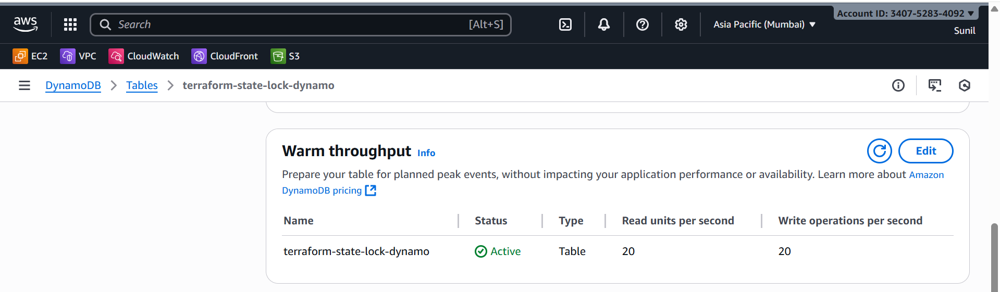 aws
Search [Alt+S]
Asia Pacific (Mumbai)
Account ID: 3407-5283-4092
Sunil
EC2 VPC CloudWatch CloudFront S3
DynamoDB Tables terraform-state-lock-dynamo
Warm throughput Info
Edit
Prepare your table for planned peak events, without impacting your application performance or availability. Learn more about Amazon
DynamoDB pricing
Name Status Type Read units per second Write operations per second
terraform-state-lock-dynamo Active Table 20 20